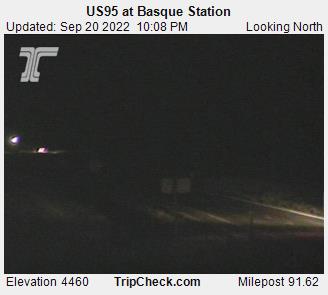 US95 at Basque Station
Updated: Sep 20 2022 10:08 PM Looking North
Elevation 4460 TripCheck.com Milepost 91.62